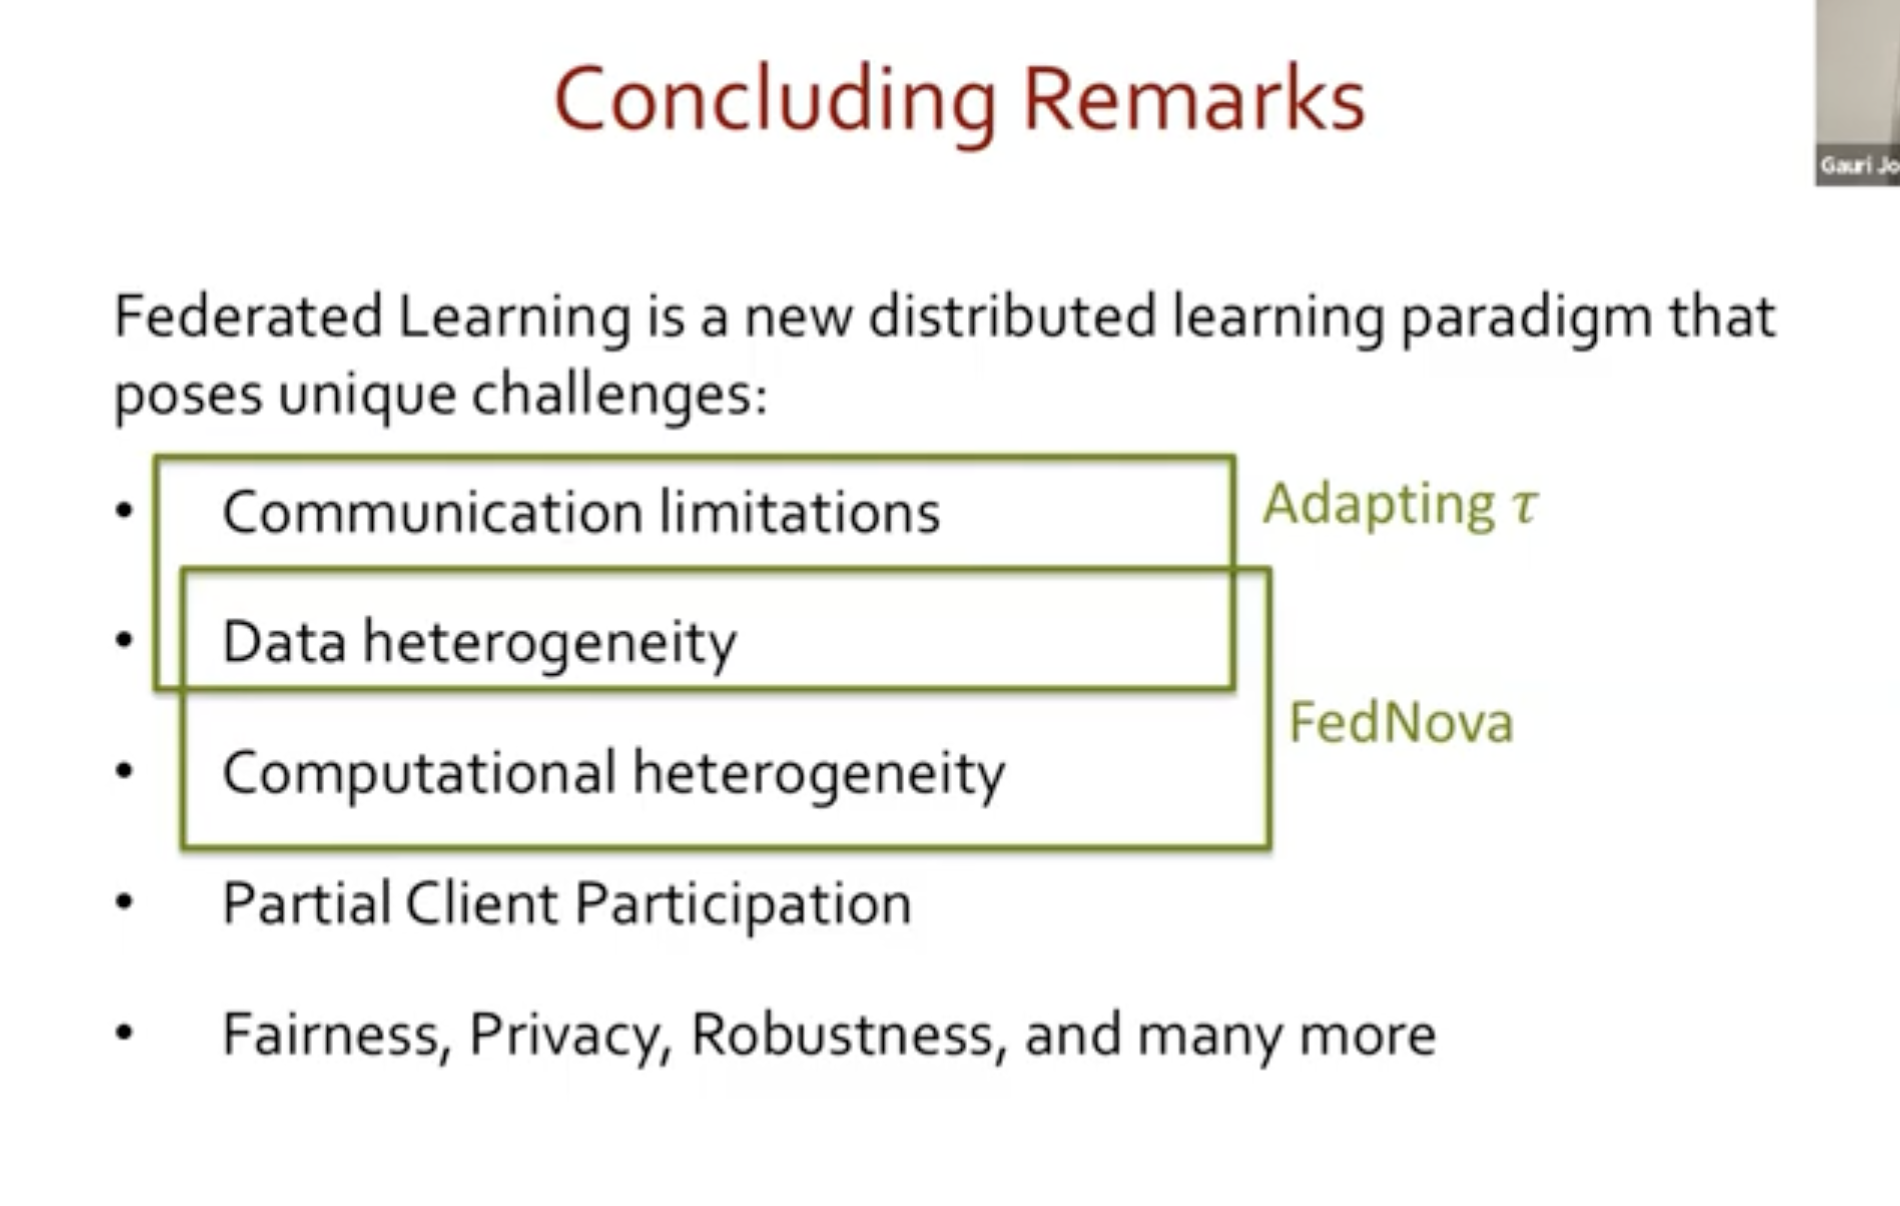 Concluding Remarks
Gauri Jo
Federated Learning is a new distributed learning paradigm that
poses unique challenges:
• Communication limitations
Adapting τ
• Data heterogeneity
FedNova
• Computational heterogeneity
• Partial Client Participation
• Fairness, Privacy, Robustness, and many more